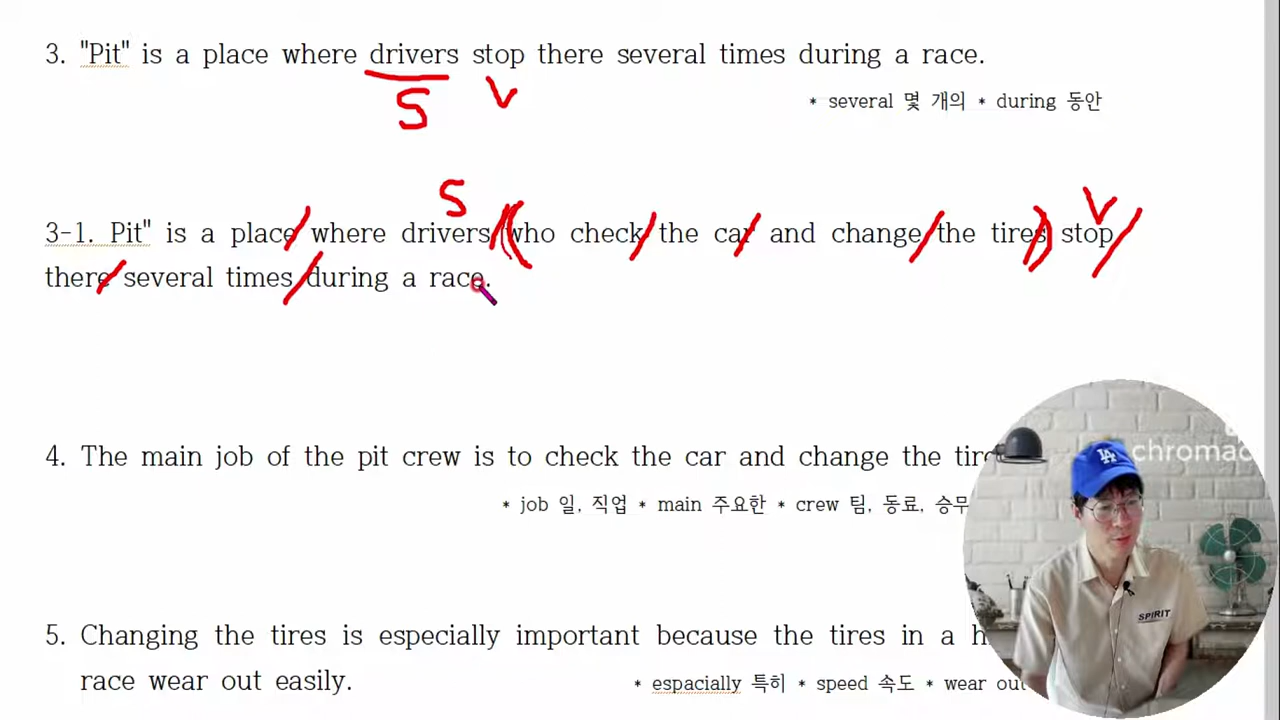 3. "Pit" is a place where drivers stop there several times during a race.
S V
* several 몇 개의 * during 동안
S V
3-1. Pit" is a place where drivers who check the car and change the tires stop
there several times during a race.
4. The main job of the pit crew is to check the car and change the
chromac
LA
* job 일, 직업 * main 주요한 * crew 팀, 동료,
SPIRIT
5. Changing the tires is especially important because the tires in a
race wear out easily.
* espacially 특히 * speed 속도 * wear out